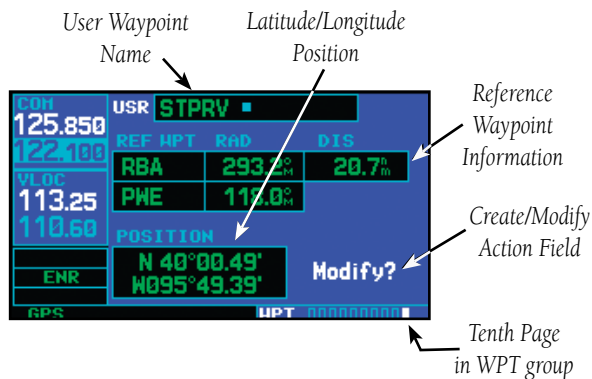 User Waypoint Name
Latitude/Longitude Position
COM
125.850
122.100
VLOC
113.25
110.60
ENR
GPS
USR STPRV
REF WPT RAD DIS
RBA 293.2°M 20.7nm
PWE 118.0°M
POSITION
N 40°00.49'
W095°49.39'
Modify?
WPT
Reference Waypoint Information
Create/Modify Action Field
Tenth Page in WPT group